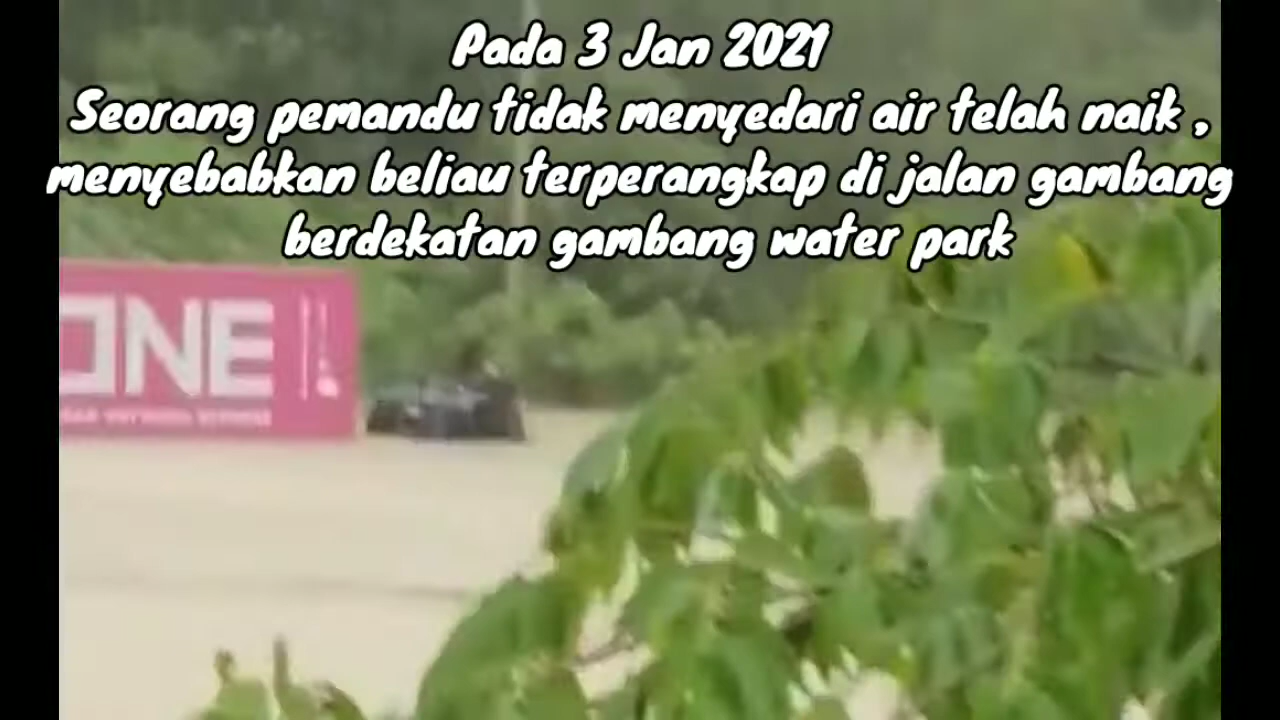 Pada 3 Jan 2021
Seorang pemandu tidak menyedari air telah naik ,
menyebabkan beliau terperangkap di jalan gambang
berdekatan gambang water park
ONE